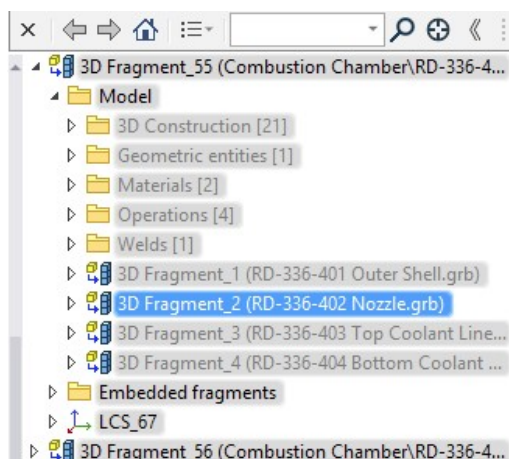 3D Fragment_55 (Combustion Chamber\RD-336-4...
Model
3D Construction [21]
Geometric entities [1]
Materials [2]
Operations [4]
Welds [1]
3D Fragment_1 (RD-336-401 Outer Shell.grb)
3D Fragment_2 (RD-336-402 Nozzle.grb)
3D Fragment_3 (RD-336-403 Top Coolant Line...
3D Fragment_4 (RD-336-404 Bottom Coolant ...
Embedded fragments
LCS_67
3D Fragment_56 (Combustion Chamber\RD-336-4...